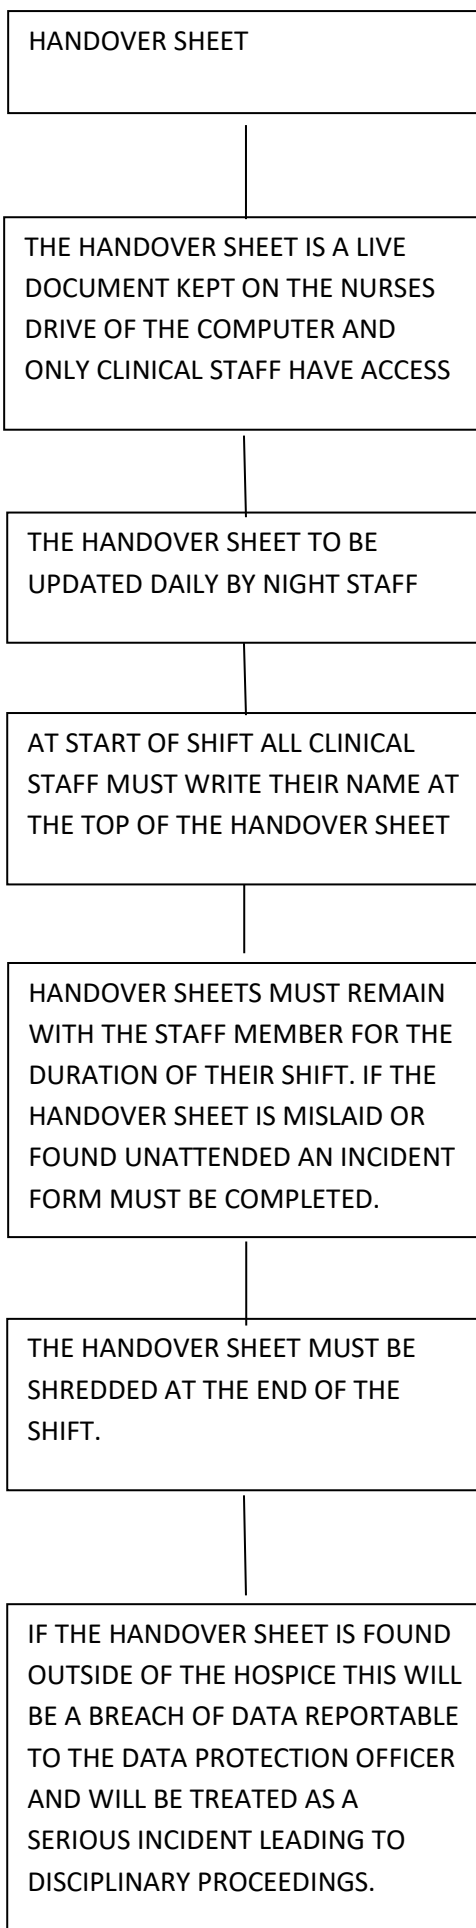 HANDOVER SHEET
THE HANDOVER SHEET IS A LIVE
DOCUMENT KEPT ON THE NURSES
DRIVE OF THE COMPUTER AND
ONLY CLINICAL STAFF HAVE ACCESS
THE HANDOVER SHEET TO BE
UPDATED DAILY BY NIGHT STAFF
AT START OF SHIFT ALL CLINICAL
STAFF MUST WRITE THEIR NAME AT
THE TOP OF THE HANDOVER SHEET
HANDOVER SHEETS MUST REMAIN
WITH THE STAFF MEMBER FOR THE
DURATION OF THEIR SHIFT. IF THE
HANDOVER SHEET IS MISLAID OR
FOUND UNATTENDED AN INCIDENT
FORM MUST BE COMPLETED.
THE HANDOVER SHEET MUST BE
SHREDDED AT THE END OF THE
SHIFT.
IF THE HANDOVER SHEET IS FOUND
OUTSIDE OF THE HOSPICE THIS WILL
BE A BREACH OF DATA REPORTABLE
TO THE DATA PROTECTION OFFICER
AND WILL BE TREATED AS A
SERIOUS INCIDENT LEADING TO
DISCIPLINARY PROCEEDINGS.